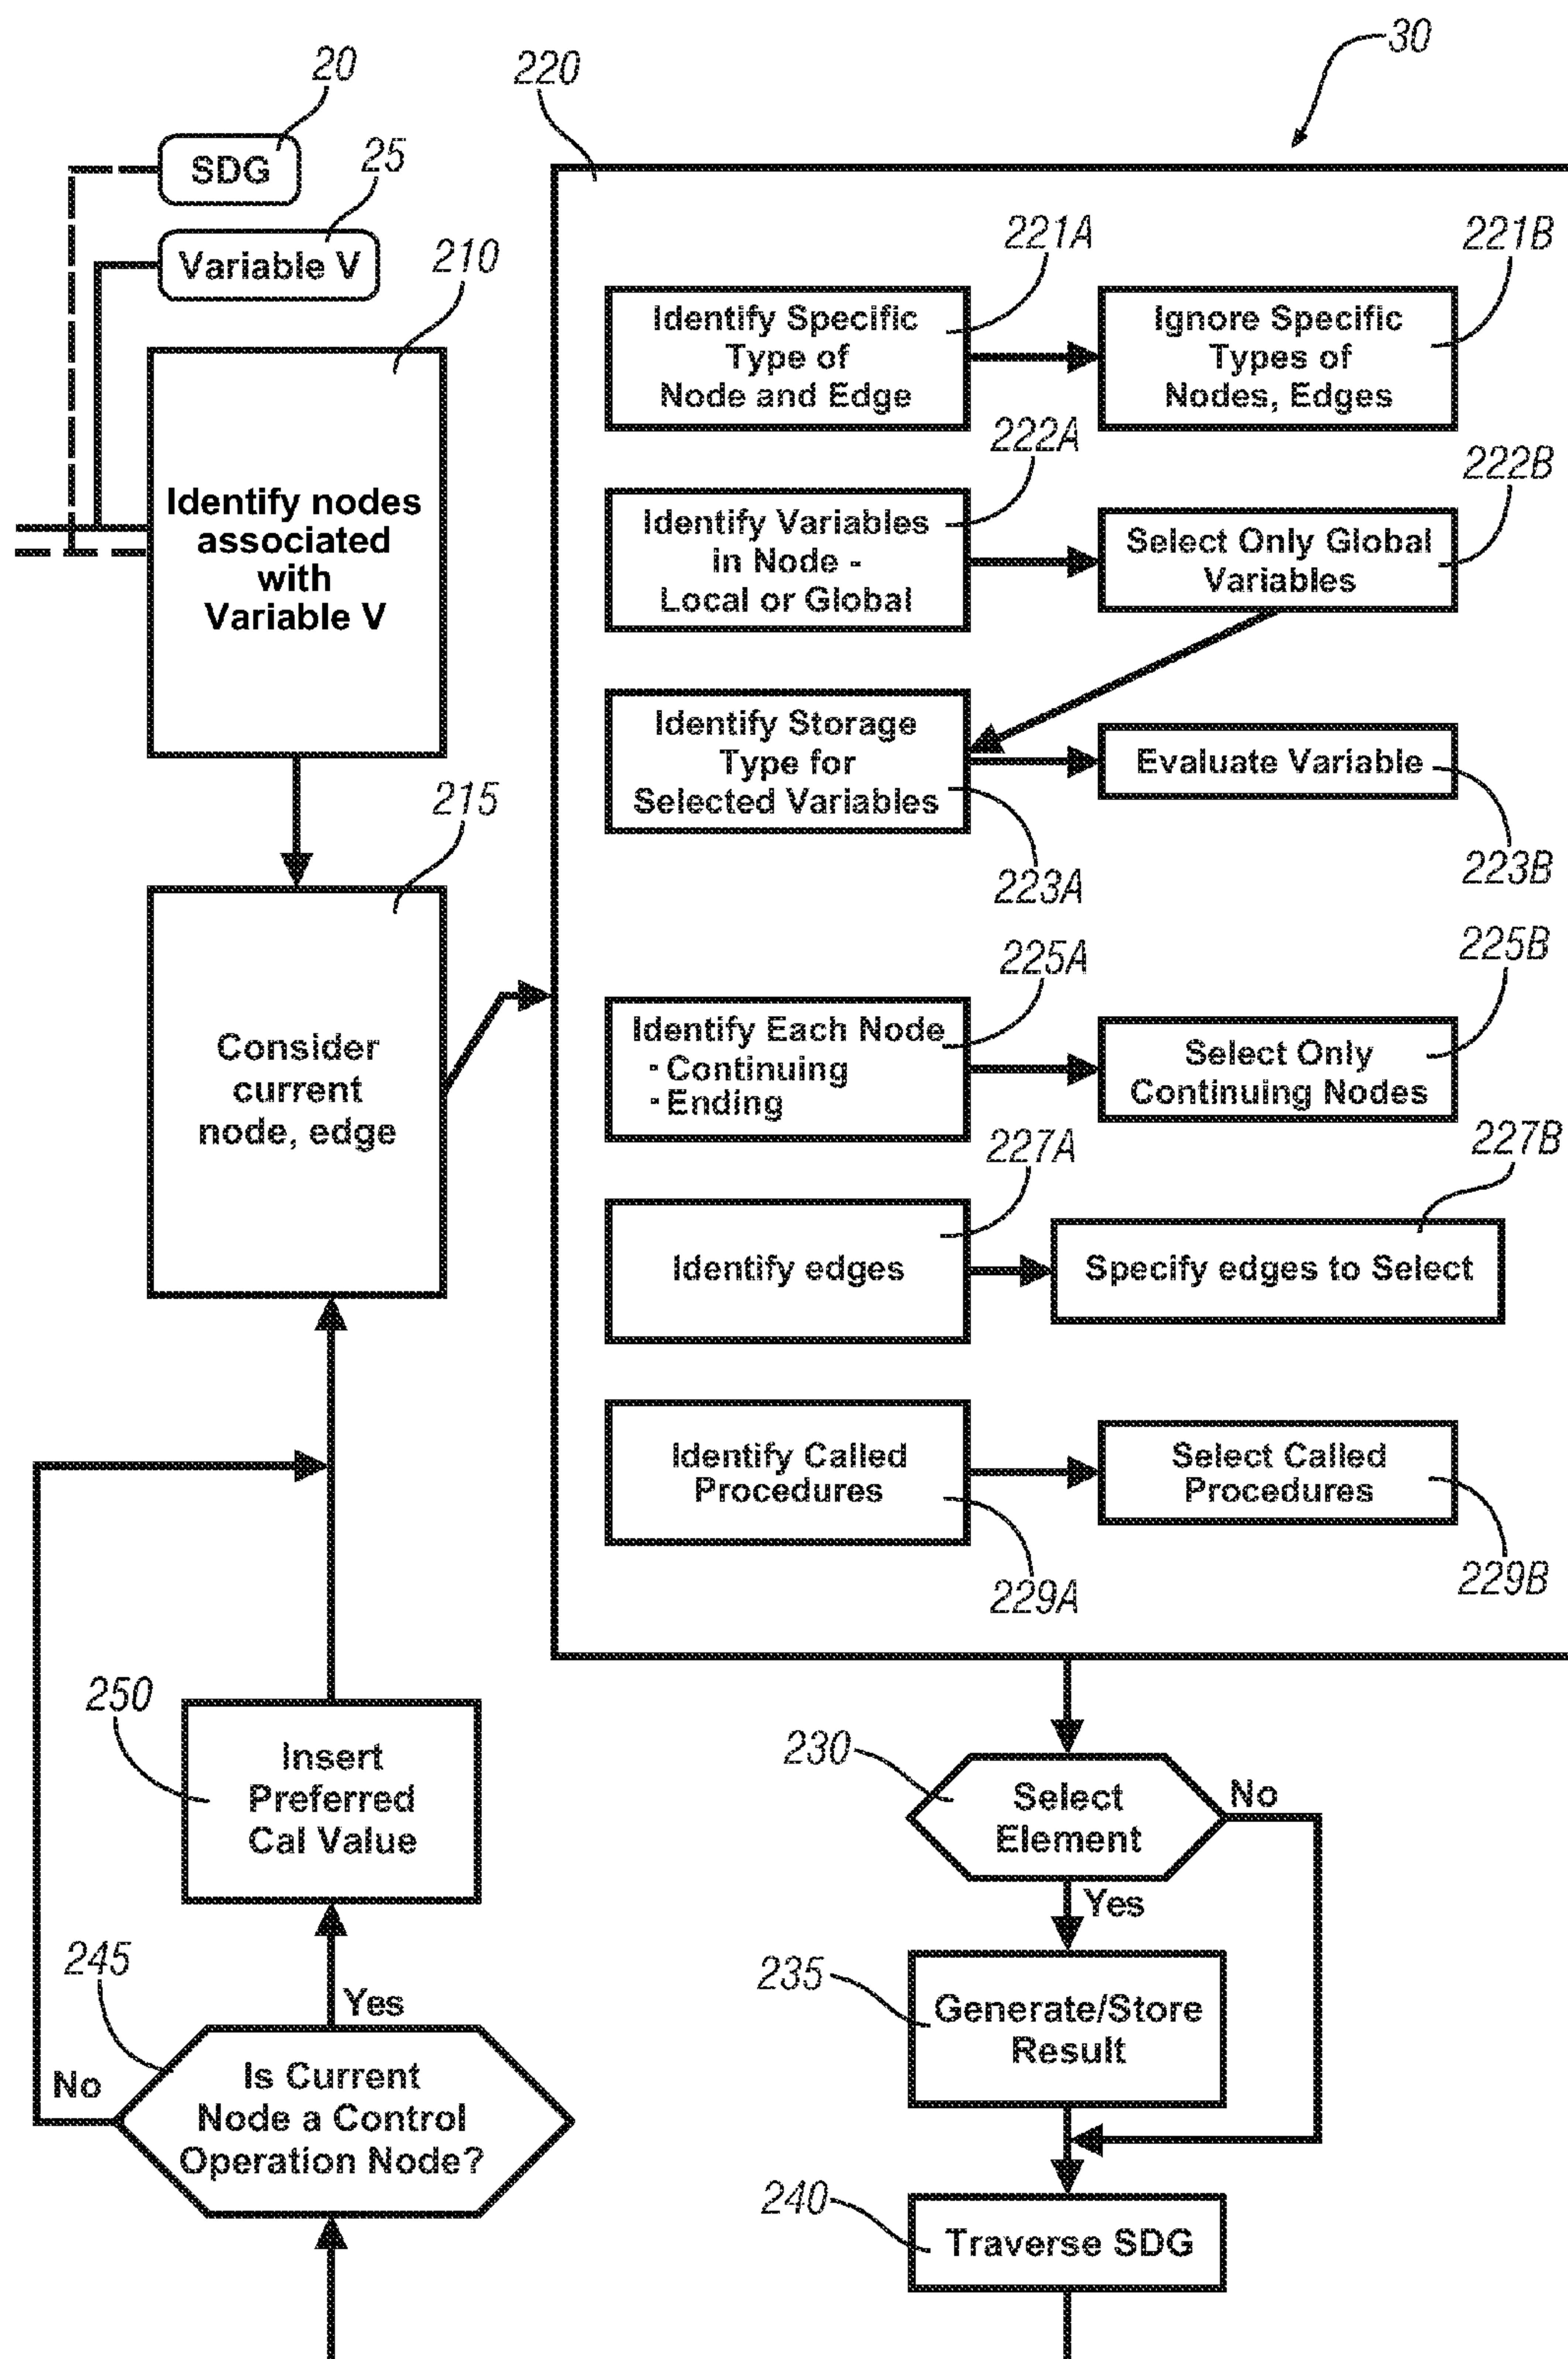 30
20
220
SDG
25
Variable V
210
221A
221B
Identify Specific
Type of
Node and Edge
Ignore Specific
Types of
Nodes, Edges
222A
222B
Identify nodes
associated
with
Variable V
Identify Variables
in Node -
Local or Global
Select Only Global
Variables
Identify Storage
Type for
Selected Variables
Evaluate Variable
215
223A
223B
225A
225B
Consider
current
node, edge
Identify Each Node
· Continuing
· Ending
Select Only
Continuing Nodes
227A
227B
Identify edges
Specify edges to Select
Identify Called
Procedures
Select Called
Procedures
229A
229B
250
Insert
Preferred
Cal Value
230
Select
Element
No
Yes
245
Yes
No
Is Current
Node a Control
Operation Node?
235
Generate/Store
Result
240
Traverse SDG